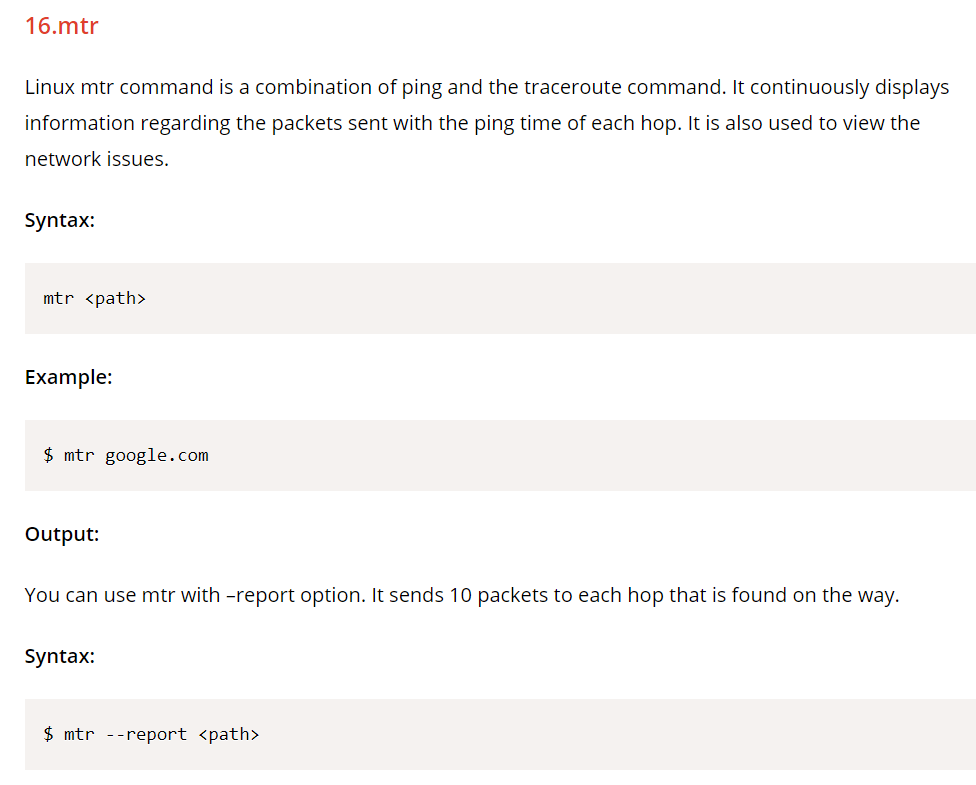 16.mtr
Linux mtr command is a combination of ping and the traceroute command. It continuously displays
information regarding the packets sent with the ping time of each hop. It is also used to view the
network issues.
Syntax:
mtr <path>
Example:
$ mtr google.com
Output:
You can use mtr with –report option. It sends 10 packets to each hop that is found on the way.
Syntax:
$ mtr --report <path>